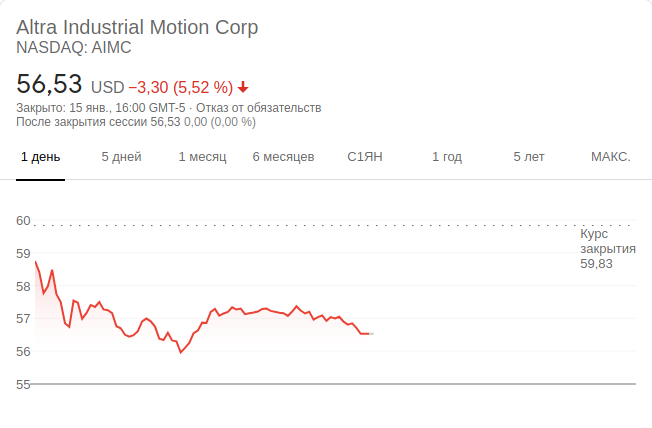 Altra Industrial Motion Corp
NASDAQ: AIMC
56,53 USD −3,30 (5,52 %)
Закрыто: 15 янв., 16:00 GMT-5 · Отказ от обязательств
После закрытия сессии 56,53 0,00 (0,00 %)
1 день 5 дней 1 месяц 6 месяцев С1ЯН 1 год 5 лет МАКС.
60
Курс
закрытия
59,83
59
58
57
56
55